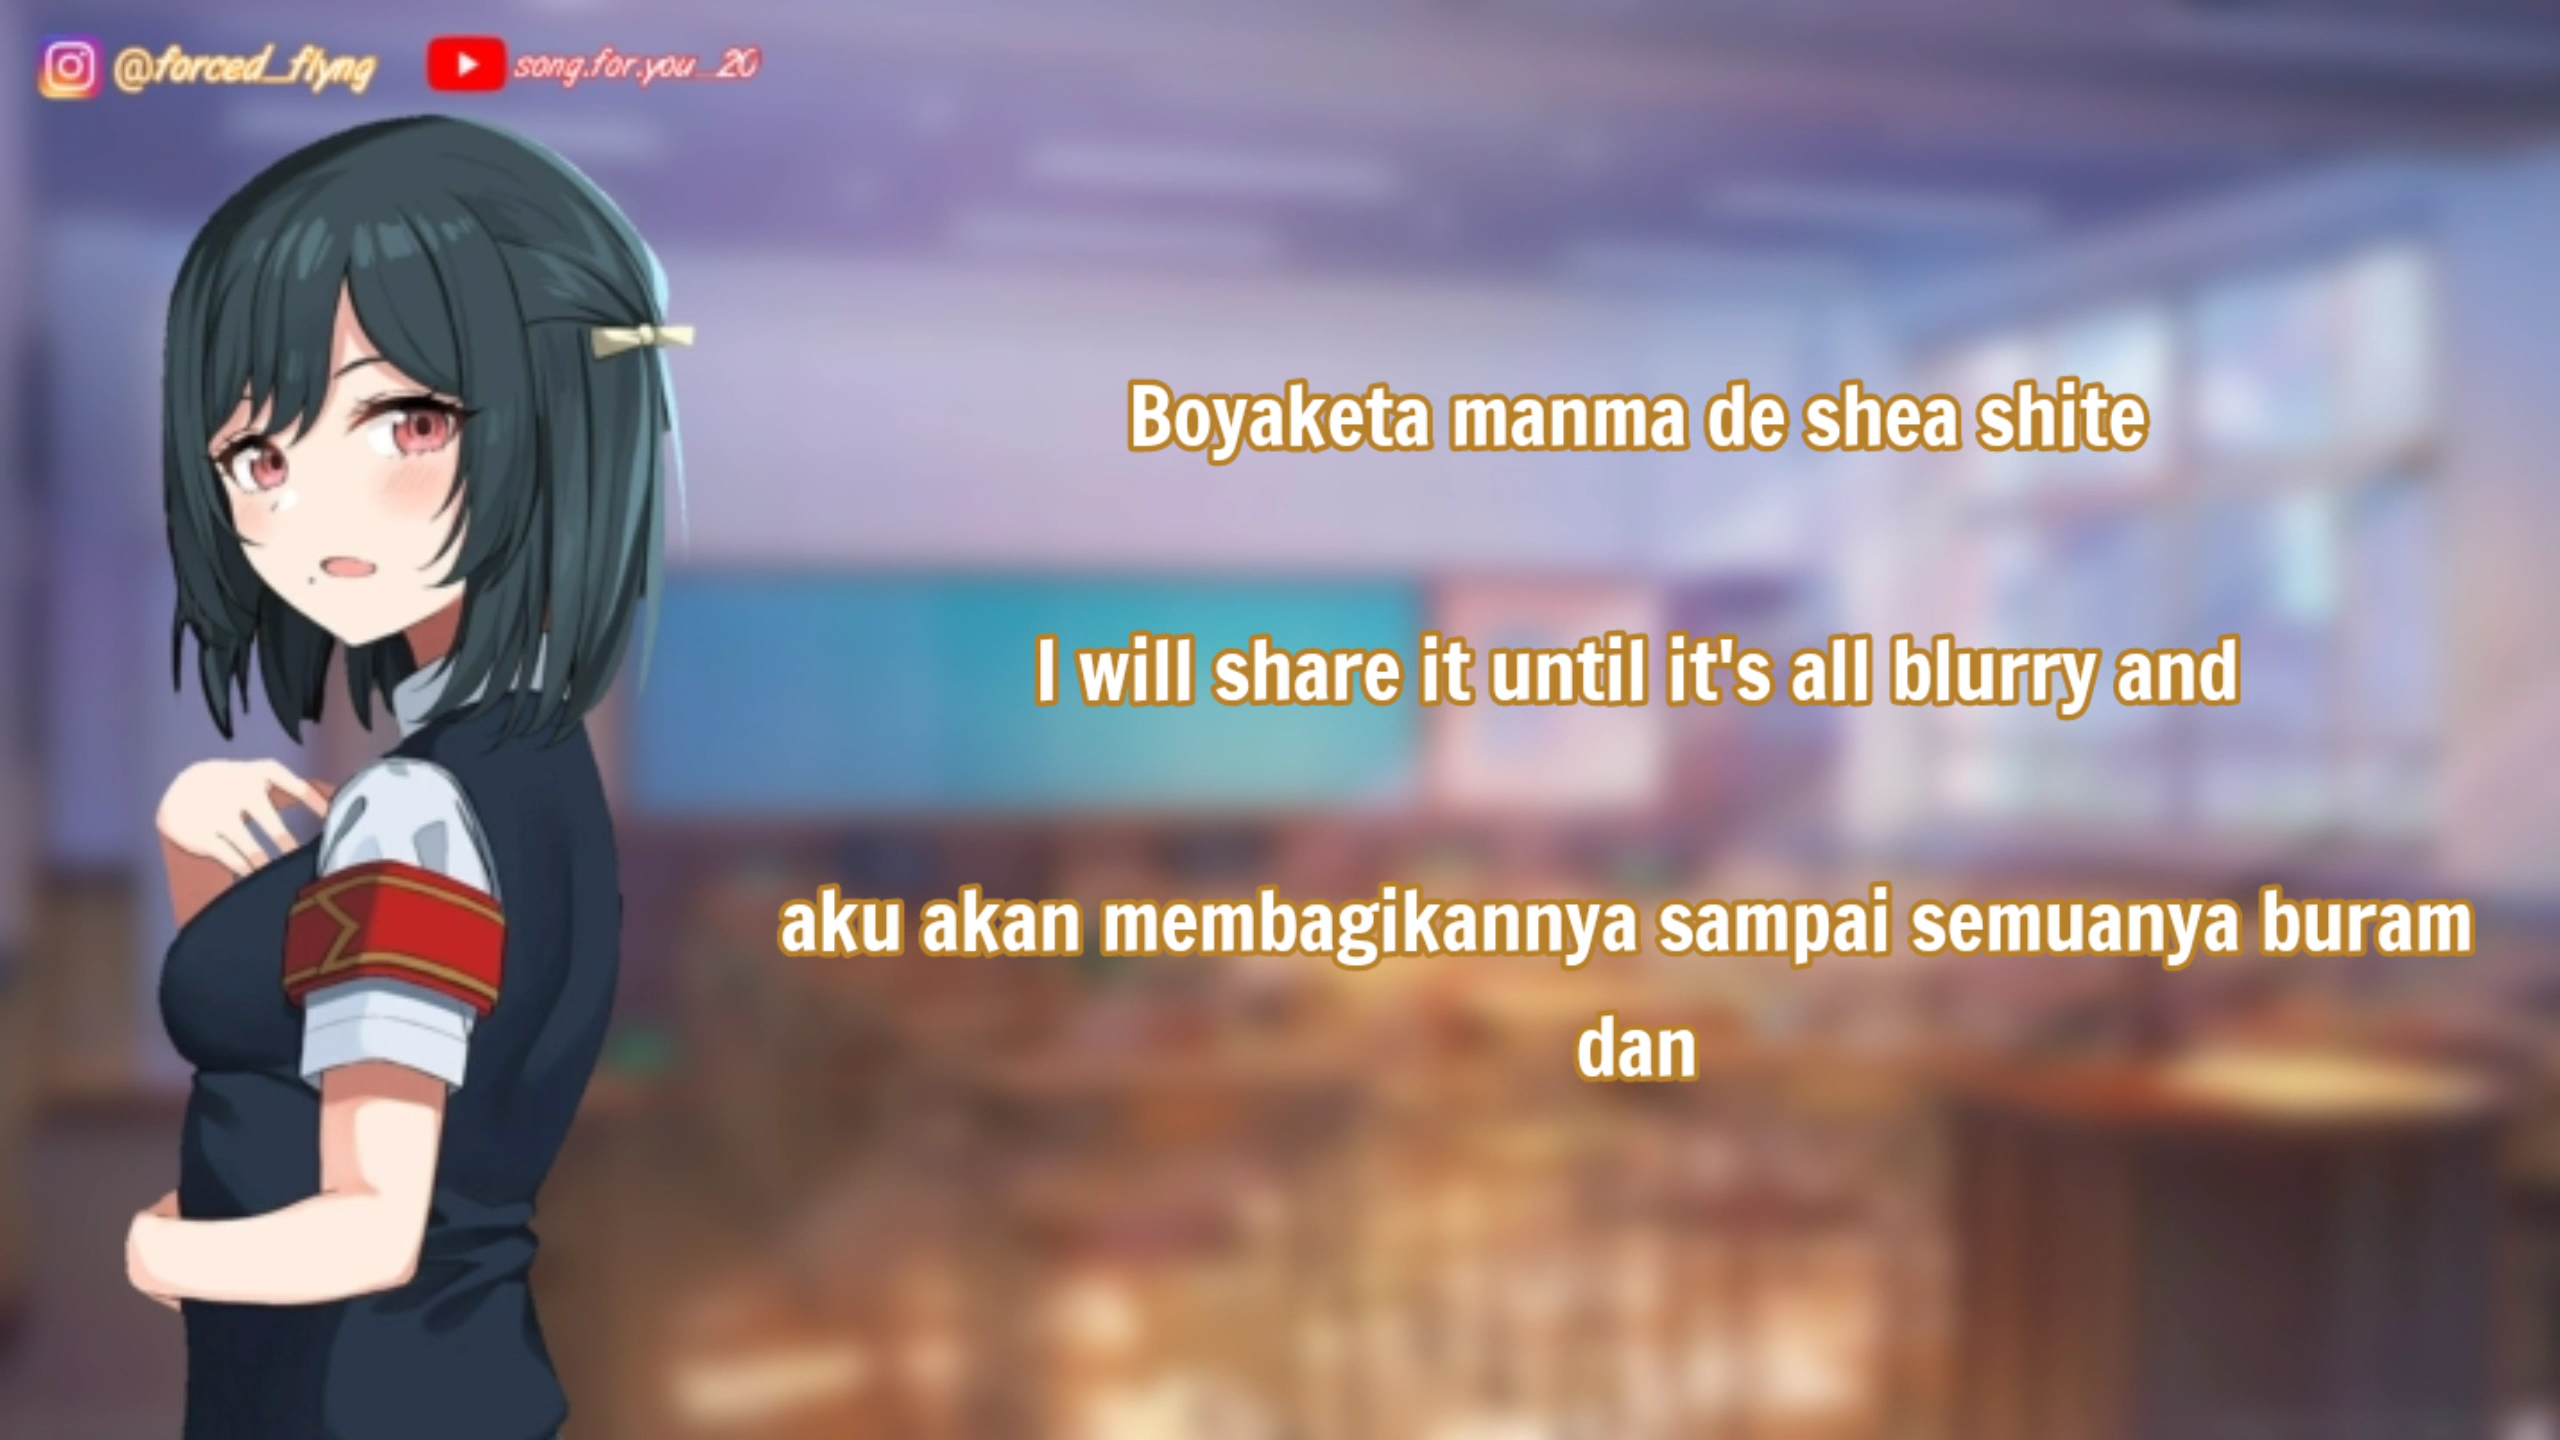 @forced_flyng
song.for.you_20
Boyaketa manma de shea shite
I will share it until it's all blurry and
aku akan membagikannya sampai semuanya buram
dan